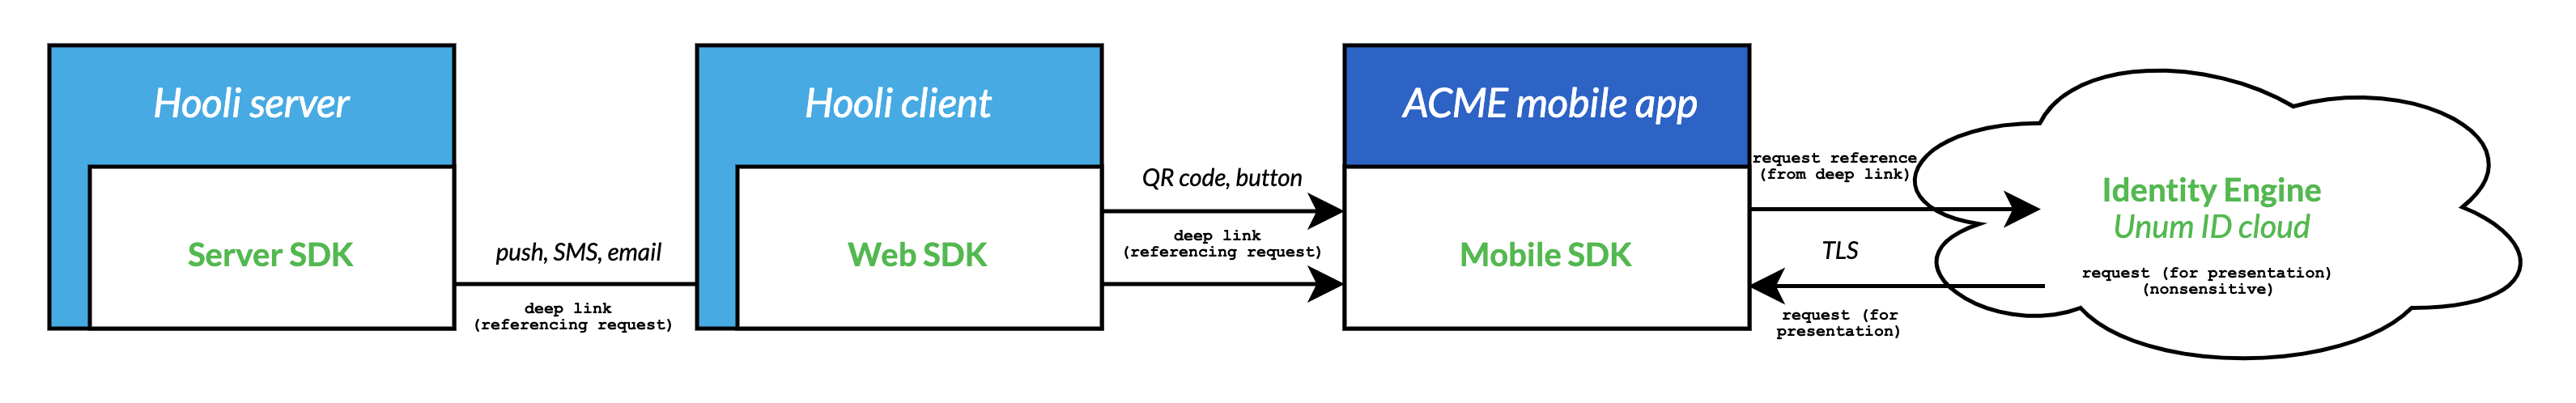 Hooli server
Server SDK
push, SMS, email
deep link
(referencing request)
Hooli client
Web SDK
QR code, button
deep link
(referencing request)
ACME mobile app
Mobile SDK
request reference
(from deep link)
TLS
request (for
presentation)
Identity Engine
Unum ID cloud
request (for presentation)
(nonsensitive)